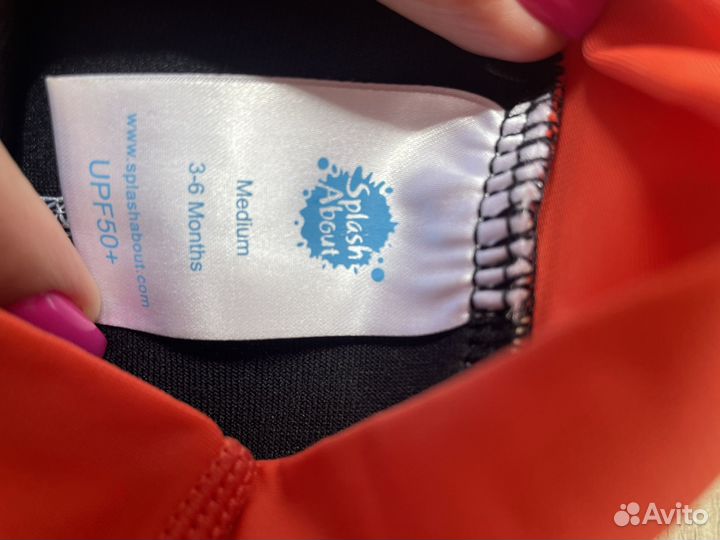 Splash
About
Medium
3-6 Months
www.splashabout.com
UPF50+
Avito